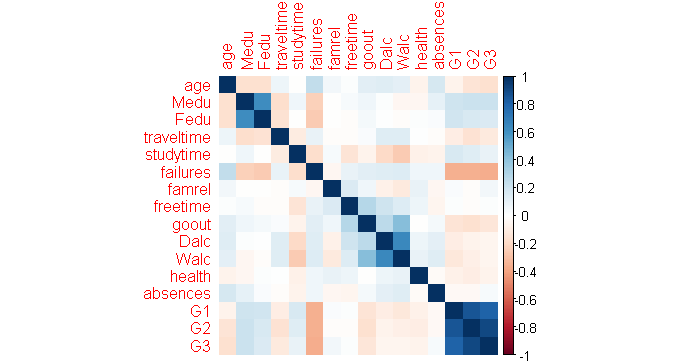 age Medu Fedu traveltime studytime failures famrel freetime goout Dalc Walc health absences G1 G2 G3
age
Medu
Fedu
traveltime
studytime
failures
famrel
freetime
goout
Dalc
Walc
health
absences
G1
G2
G3
1
0.8
0.6
0.4
0.2
0
-0.2
-0.4
-0.6
-0.8
-1